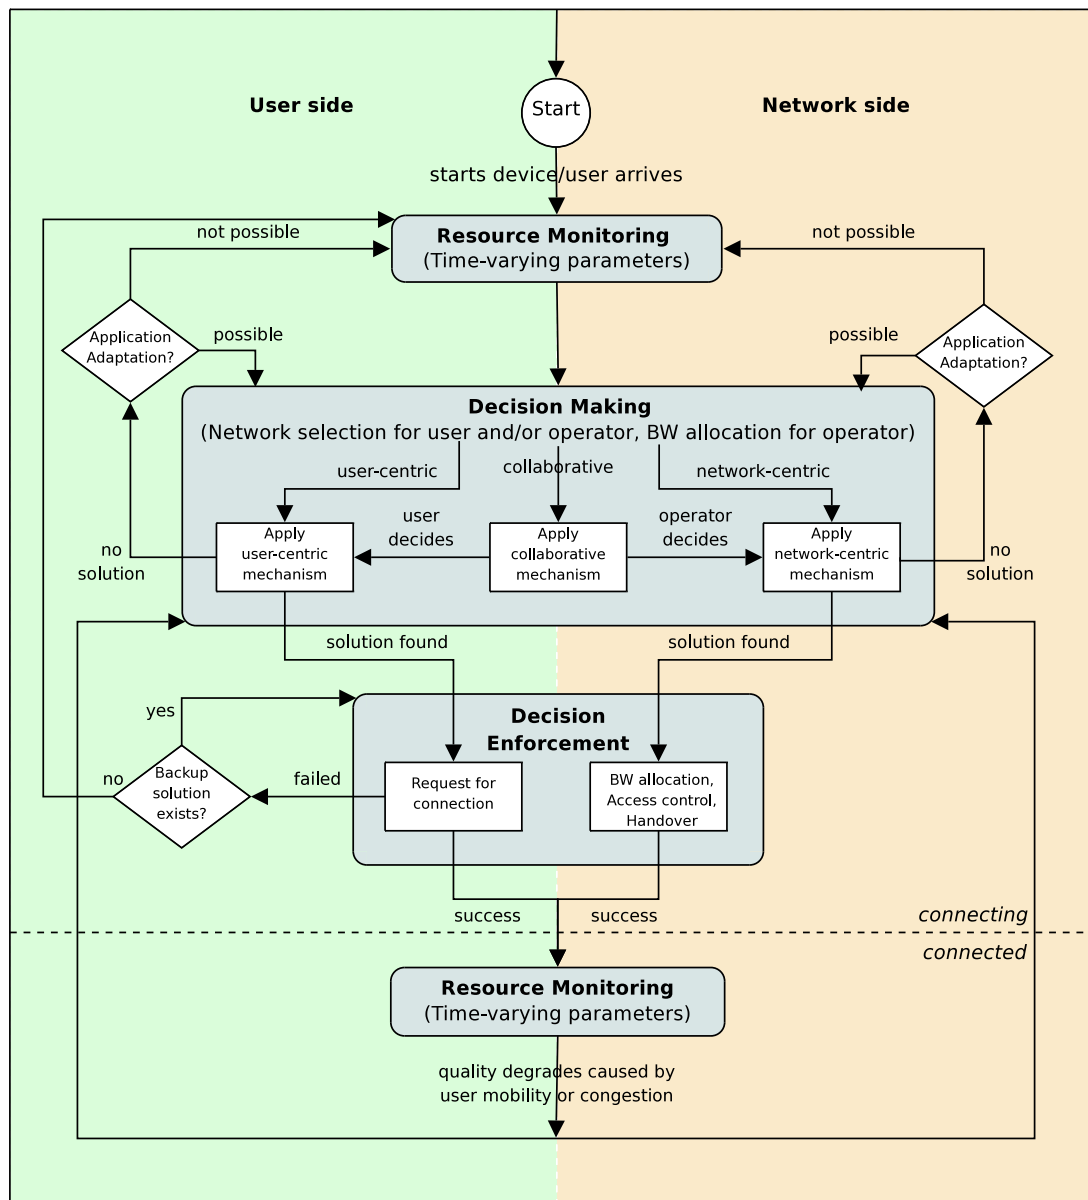 User side
Start
Network side
starts device/user arrives
Resource Monitoring
(Time-varying parameters)
not possible
not possible
Application
Adaptation?
possible
possible
Application
Adaptation?
Decision Making
(Network selection for user and/or operator, BW allocation for operator)
user-centric
collaborative
network-centric
no
solution
Apply
user-centric
mechanism
user
decides
Apply
collaborative
mechanism
operator
decides
Apply
network-centric
mechanism
no
solution
solution found
solution found
Decision
Enforcement
yes
no
Backup
solution
exists?
failed
Request for
connection
BW allocation,
Access control,
Handover
success
success
connecting
connected
Resource Monitoring
(Time-varying parameters)
quality degrades caused by
user mobility or congestion